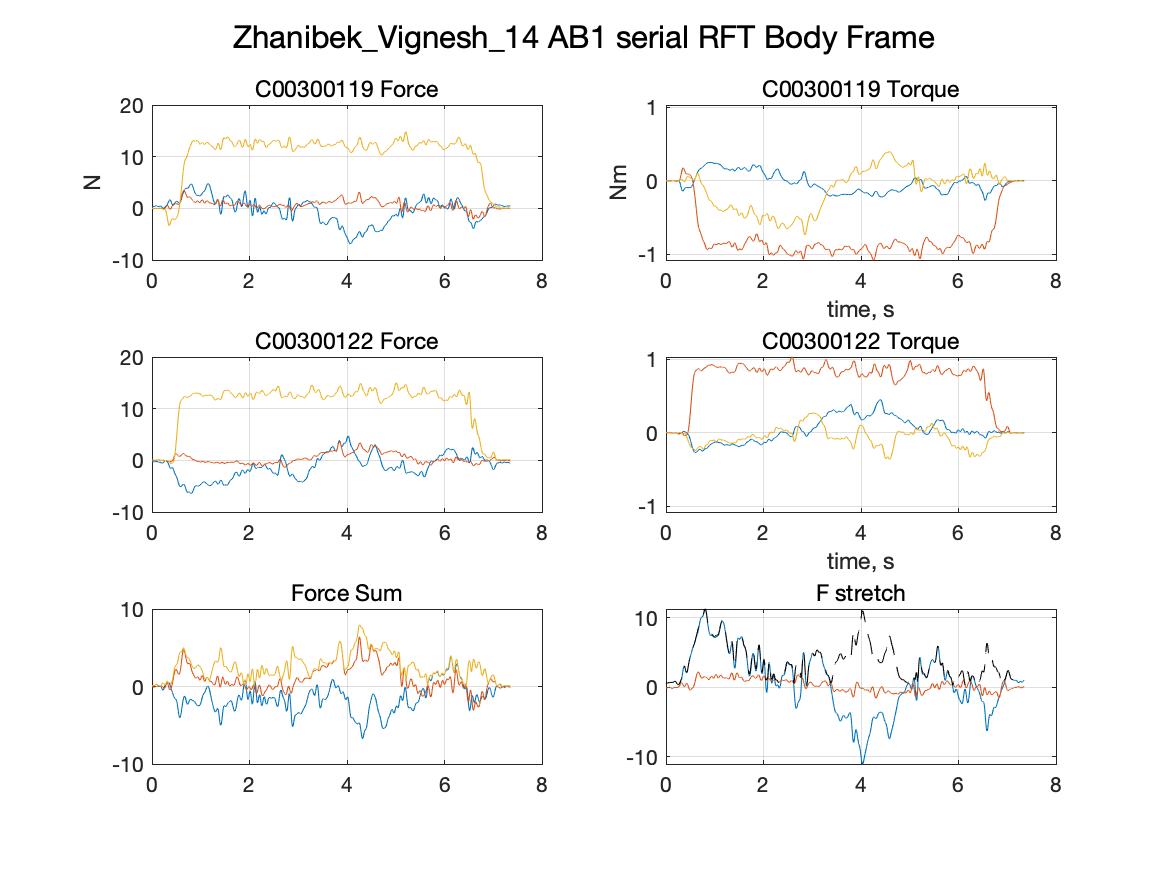 Zhanibek_Vignesh_14 AB1 serial RFT Body Frame
C00300119 Force
C00300119 Torque
20
10
0
-10
N
0 2 4 6 8
1
0
-1
Nm
0 2 4 6 8
time, s
C00300122 Force
C00300122 Torque
20
10
0
-10
0 2 4 6 8
1
0
-1
0 2 4 6 8
time, s
Force Sum
F stretch
10
0
-10
0 2 4 6 8
10
0
-10
0 2 4 6 8